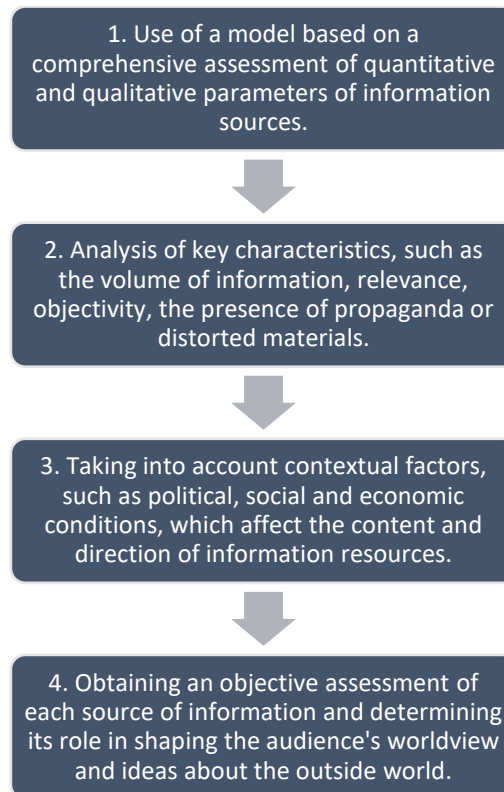 1. Use of a model based on a
comprehensive assessment of quantitative
and qualitative parameters of information
sources.
2. Analysis of key characteristics, such as
the volume of information, relevance,
objectivity, the presence of propaganda or
distorted materials.
3. Taking into account contextual factors,
such as political, social and economic
conditions, which affect the content and
direction of information resources.
4. Obtaining an objective assessment of
each source of information and determining
its role in shaping the audience's worldview
and ideas about the outside world.